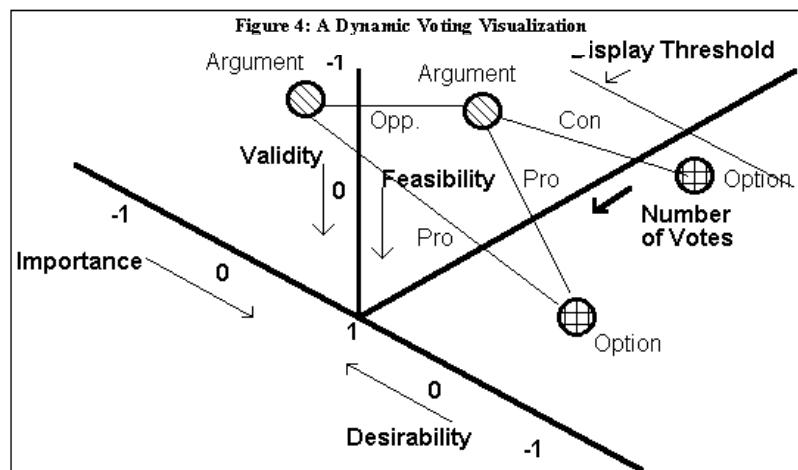 Figure 4: A Dynamic Voting Visualization
Display Threshold
Argument
-1
Argument
Opp.
Con
Validity
0
Feasibility
Pro
Option
-1
Number
of Votes
Pro
Importance
0
1
Option
0
Desirability
-1